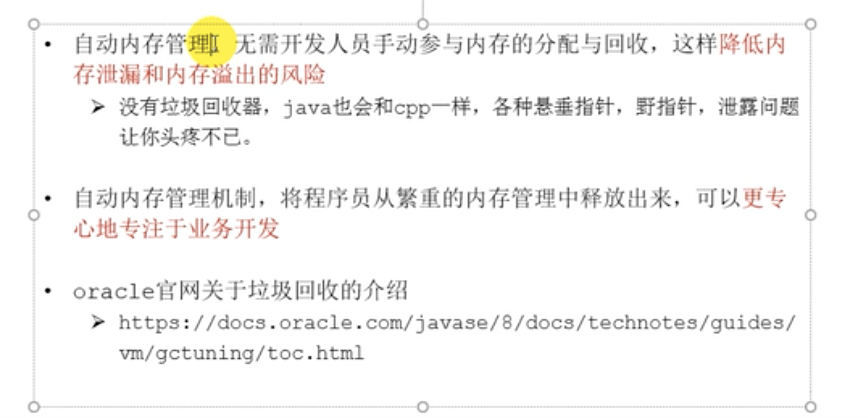 • 自动内存管理，无需开发人员手动参与内存的分配与回收，这样降低内
存泄漏和内存溢出的风险
➢ 没有垃圾回收器，java也会和cpp一样，各种悬垂指针，野指针，泄露问题
让你头疼不已。
• 自动内存管理机制，将程序员从繁重的内存管理中释放出来，可以更专
心地专注于业务开发
• oracle官网关于垃圾回收的介绍
➢ https://docs.oracle.com/javase/8/docs/technotes/guides/
vm/gctuning/toc.html